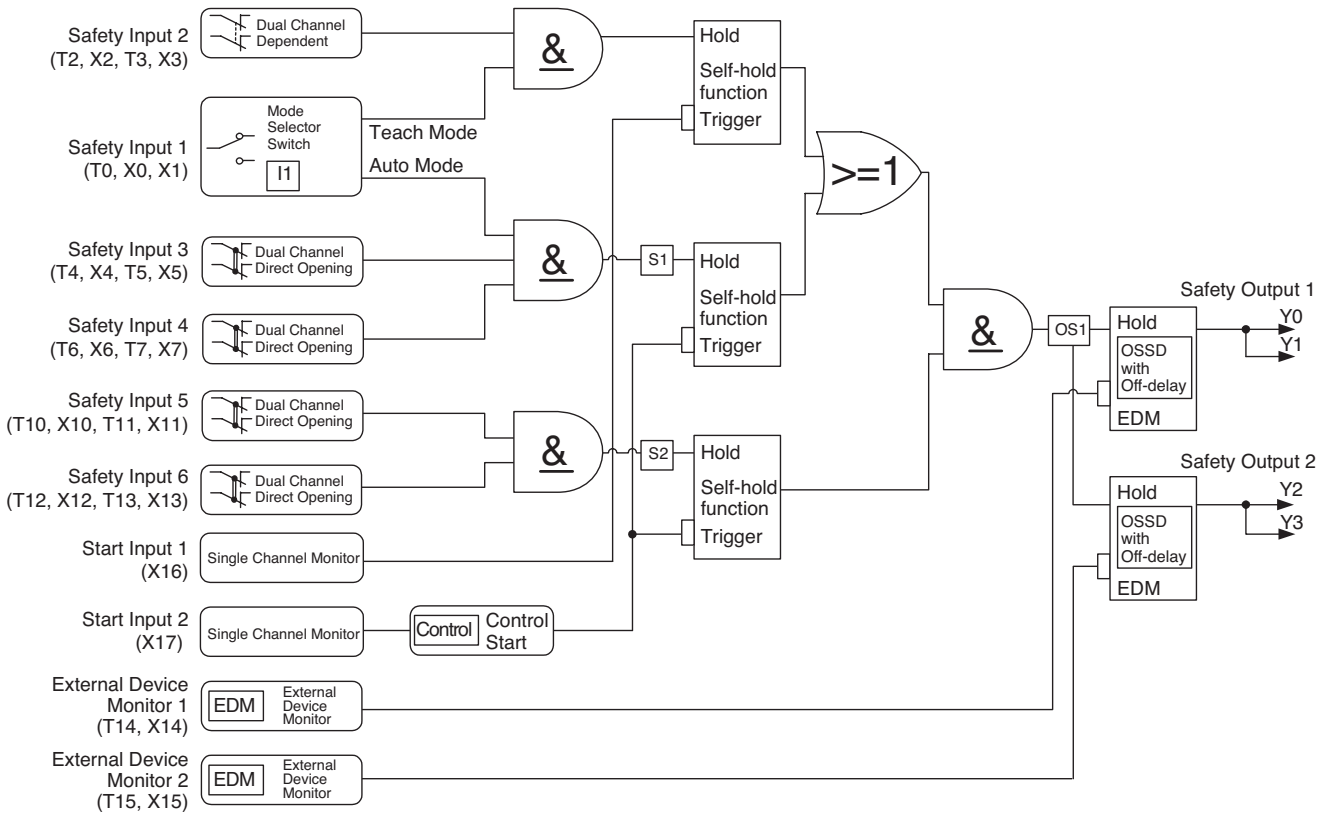 Safety Input 2
(T2, X2, T3, X3)
Dual Channel
Dependent
&
Hold
Self-hold
function
Trigger
Safety Input 1
(T0, X0, X1)
Mode
Selector
Switch
I1
Teach Mode
Auto Mode
>=1
Safety Input 3
(T4, X4, T5, X5)
Dual Channel
Direct Opening
&
S1
Hold
Self-hold
function
Trigger
Safety Input 4
(T6, X6, T7, X7)
Dual Channel
Direct Opening
&
OS1
Safety Output 1
Hold
OSSD
with
Off-delay
EDM
Y0
Y1
Safety Input 5
(T10, X10, T11, X11)
Dual Channel
Direct Opening
&
S2
Hold
Self-hold
function
Trigger
Safety Input 6
(T12, X12, T13, X13)
Dual Channel
Direct Opening
Safety Output 2
Hold
OSSD
with
Off-delay
EDM
Y2
Y3
Start Input 1
(X16)
Single Channel Monitor
Start Input 2
(X17)
Single Channel Monitor
Control
Control
Start
External Device
Monitor 1
(T14, X14)
EDM
External
Device
Monitor
External Device
Monitor 2
(T15, X15)
EDM
External
Device
Monitor